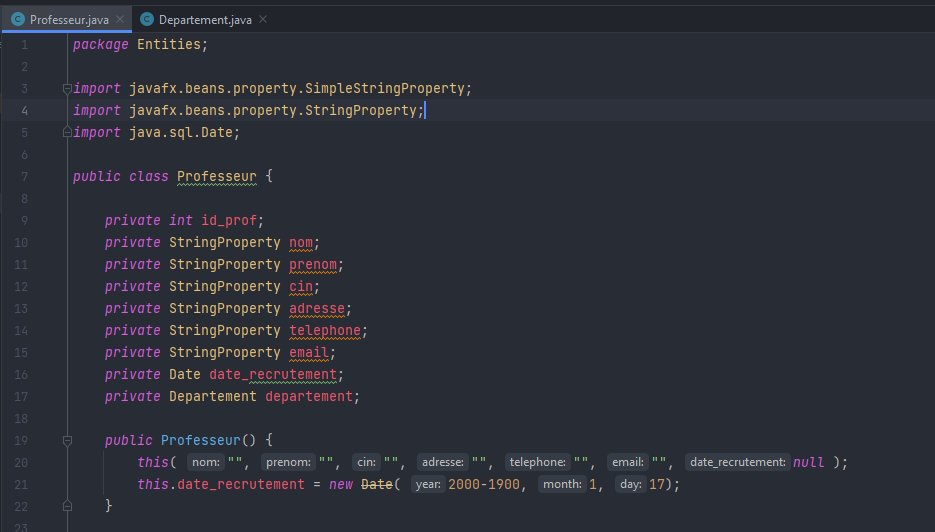 Professeur.java Departement.java
1 package Entities;
2
3 import javafx.beans.property.SimpleStringProperty;
4 import javafx.beans.property.StringProperty;
5 import java.sql.Date;
6
7 public class Professeur {
8
9 private int id_prof;
10 private StringProperty nom;
11 private StringProperty prenom;
12 private StringProperty cin;
13 private StringProperty adresse;
14 private StringProperty telephone;
15 private StringProperty email;
16 private Date date_recrutement;
17 private Departement departement;
18
19 public Professeur() {
20 this( nom: "", prenom: "", cin: "", adresse: "", telephone: "", email: "", date_recrutement: null );
21 this.date_recrutement = new Date( year: 2000-1900, month: 1, day: 17);
22 }
23